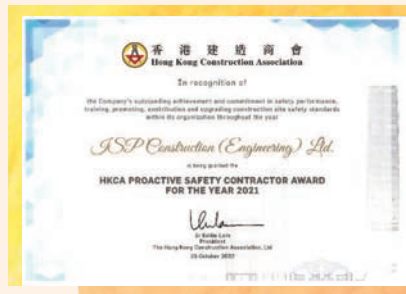 香港建造商會
Hong Kong Construction Association
In recognition of
the Company's outstanding achievement and commitment in safety performance,
training, promoting, contribution and upgrading construction site safety standards
within its organization throughout the year
ISP Construction (Engineering) Ltd.
is being granted the
HKCA PROACTIVE SAFETY CONTRACTOR AWARD
FOR THE YEAR 2021
President
The Hong Kong Construction Association, Ltd
October 2022